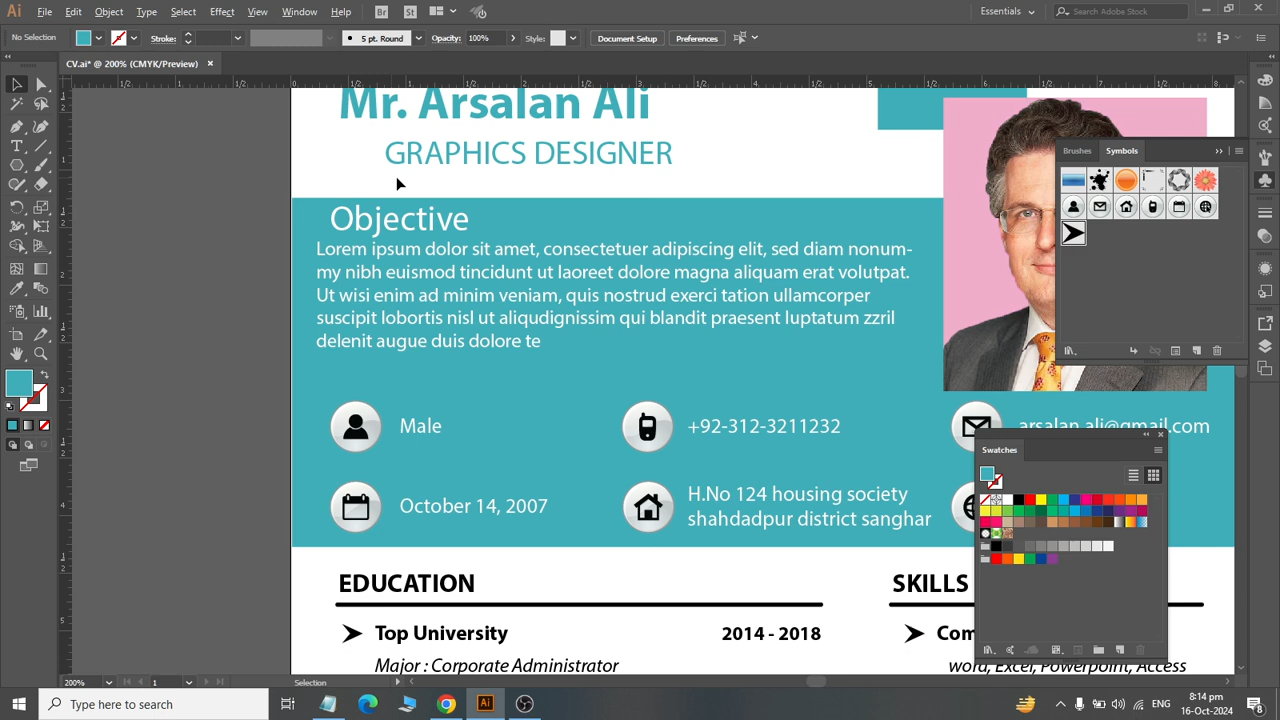 Ai File Edit Object Type Select Effect View Window Help Br St Essentials Search Adobe Stock
No Selection Stroke: 5 pt. Round Opacity: 100% Style: Document Setup Preferences
CV.ai* @ 200% (CMYK/Preview)
Mr. Arsalan Ali
GRAPHICS DESIGNER
Brushes Symbols
Objective
Lorem ipsum dolor sit amet, consectetuer adipiscing elit, sed diam nonum-
my nibh euismod tincidunt ut laoreet dolore magna aliquam erat volutpat.
Ut wisi enim ad minim veniam, quis nostrud exerci tation ullamcorper
suscipit lobortis nisl ut aliqudignissim qui blandit praesent luptatum zzril
delenit augue duis dolore te
Male
+92-312-3211232
arsalan.ali@gmail.com
Swatches
October 14, 2007
H.No 124 housing society
shahdadpur district sanghar
EDUCATION
SKILLS
Top University 2014 - 2018
Com
Major : Corporate Administrator
word, Excel, Powerpoint, Access
200% 1 Selection
Type here to search
Ai
ENG
8:14 pm
16-Oct-2024
8